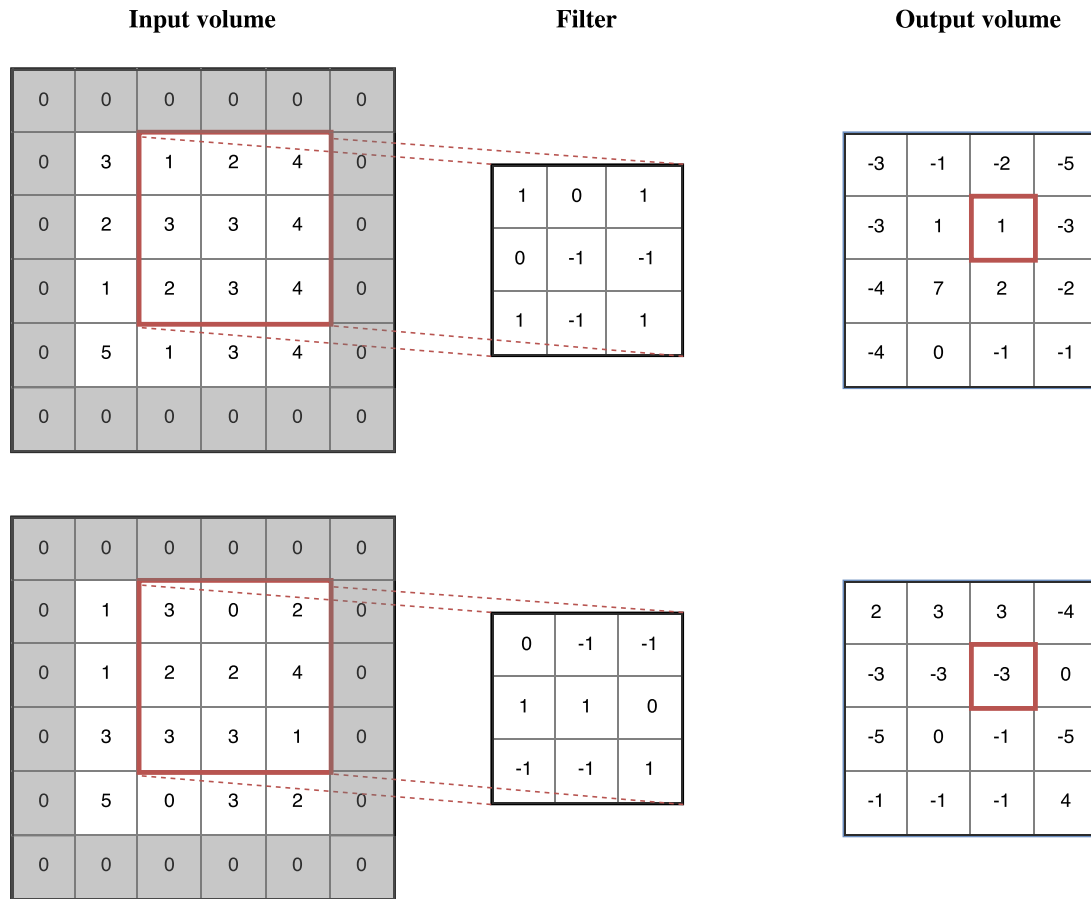 Input volume Filter Output volume
0 0 0 0 0 0
0 3 1 2 4 0
0 2 3 3 4 0
0 1 2 3 4 0
0 5 1 3 4 0
0 0 0 0 0 0
1 0 1
0 -1 -1
1 -1 1
-3 -1 -2 -5
-3 1 1 -3
-4 7 2 -2
-4 0 -1 -1
0 0 0 0 0 0
0 1 3 0 2 0
0 1 2 2 4 0
0 3 3 3 1 0
0 5 0 3 2 0
0 0 0 0 0 0
0 -1 -1
1 1 0
-1 -1 1
2 3 3 -4
-3 -3 -3 0
-5 0 -1 -5
-1 -1 -1 4